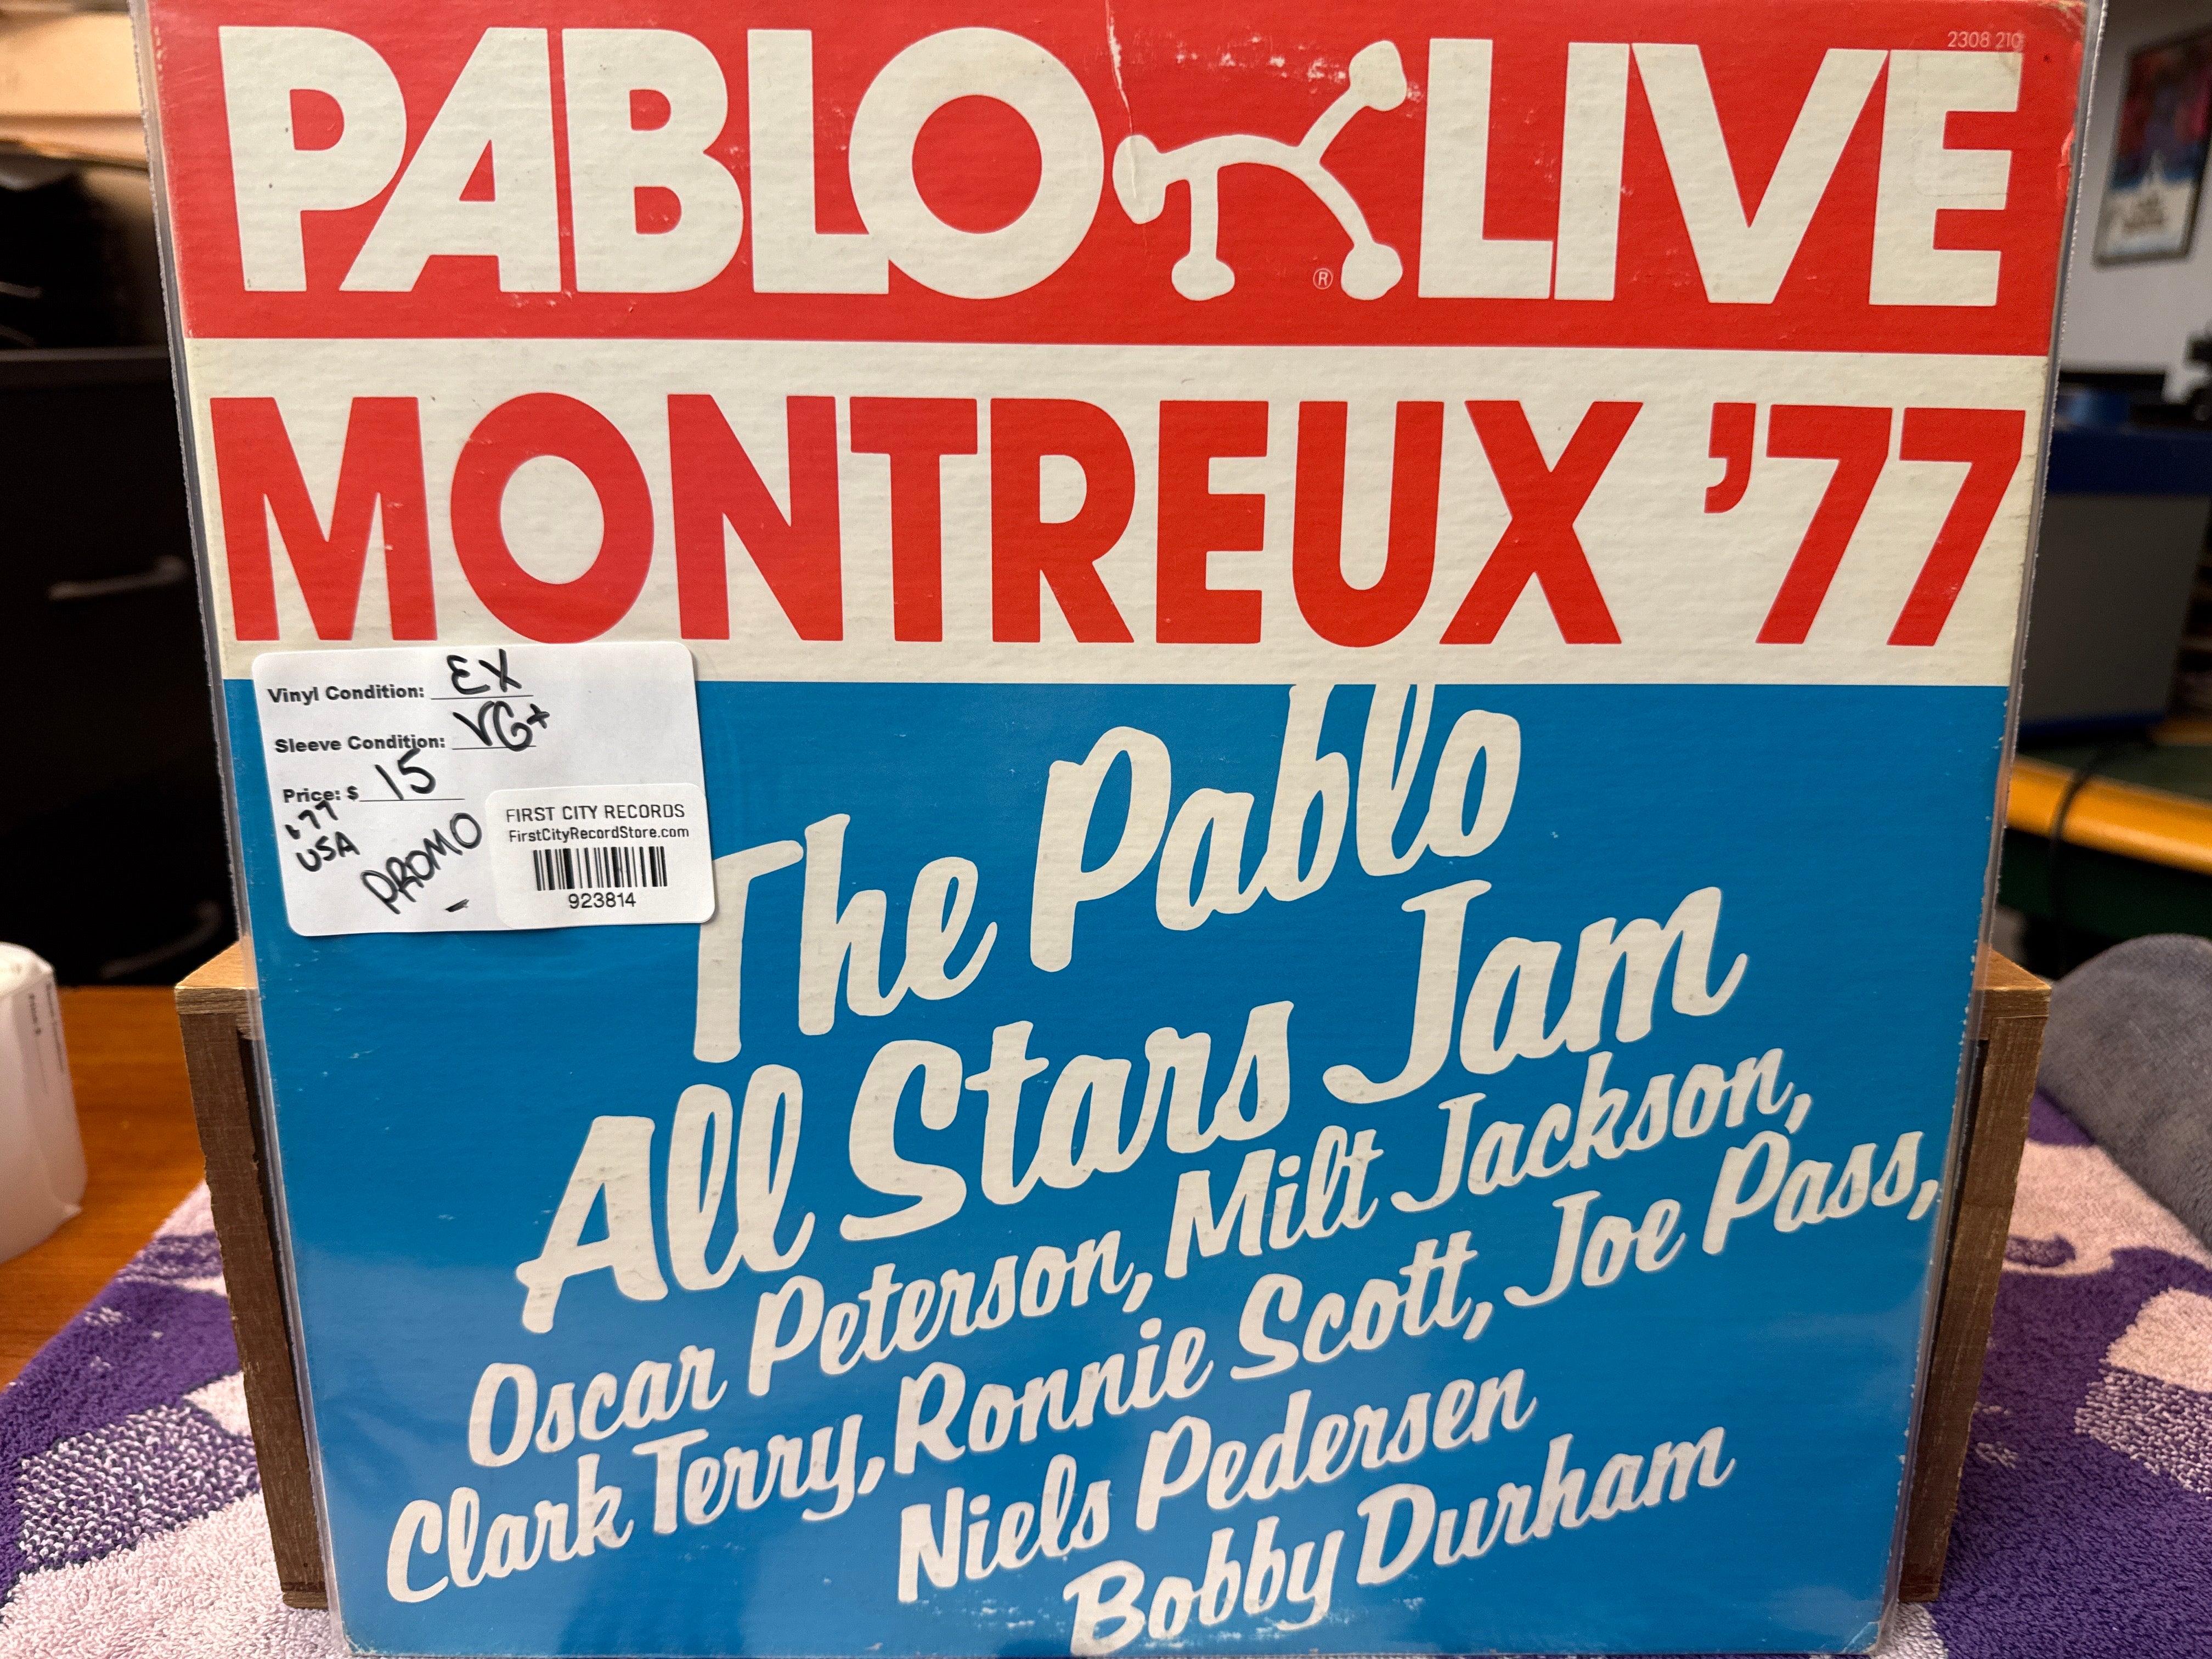 2308 210
PABLO LIVE
®
MONTREUX '77
Vinyl Condition: EX
Sleeve Condition: VG+
Price: $ 15
'77
USA
PROMO
FIRST CITY RECORDS
FirstCityRecordStore.com
923814
The Pablo
All Stars Jam
Oscar Peterson, Milt Jackson,
Clark Terry, Ronnie Scott, Joe Pass,
Niels Pedersen
Bobby Durham